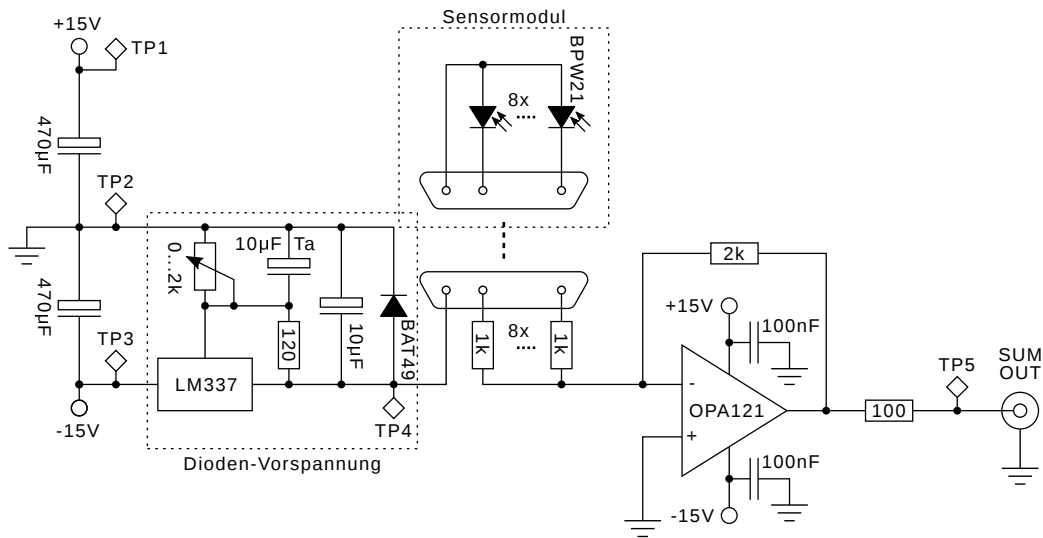 Sensormodul
+15V
TP1
BPW21
8x
470µF
TP2
10µF Ta
0...2k
470µF
2k
+15V
10µF
120
BAT49
1k
8x
1k
100nF
TP3
SUM
OUT
TP5
LM337
-
OPA121
100
-15V
TP4
+
Dioden-Vorspannung
100nF
-15V